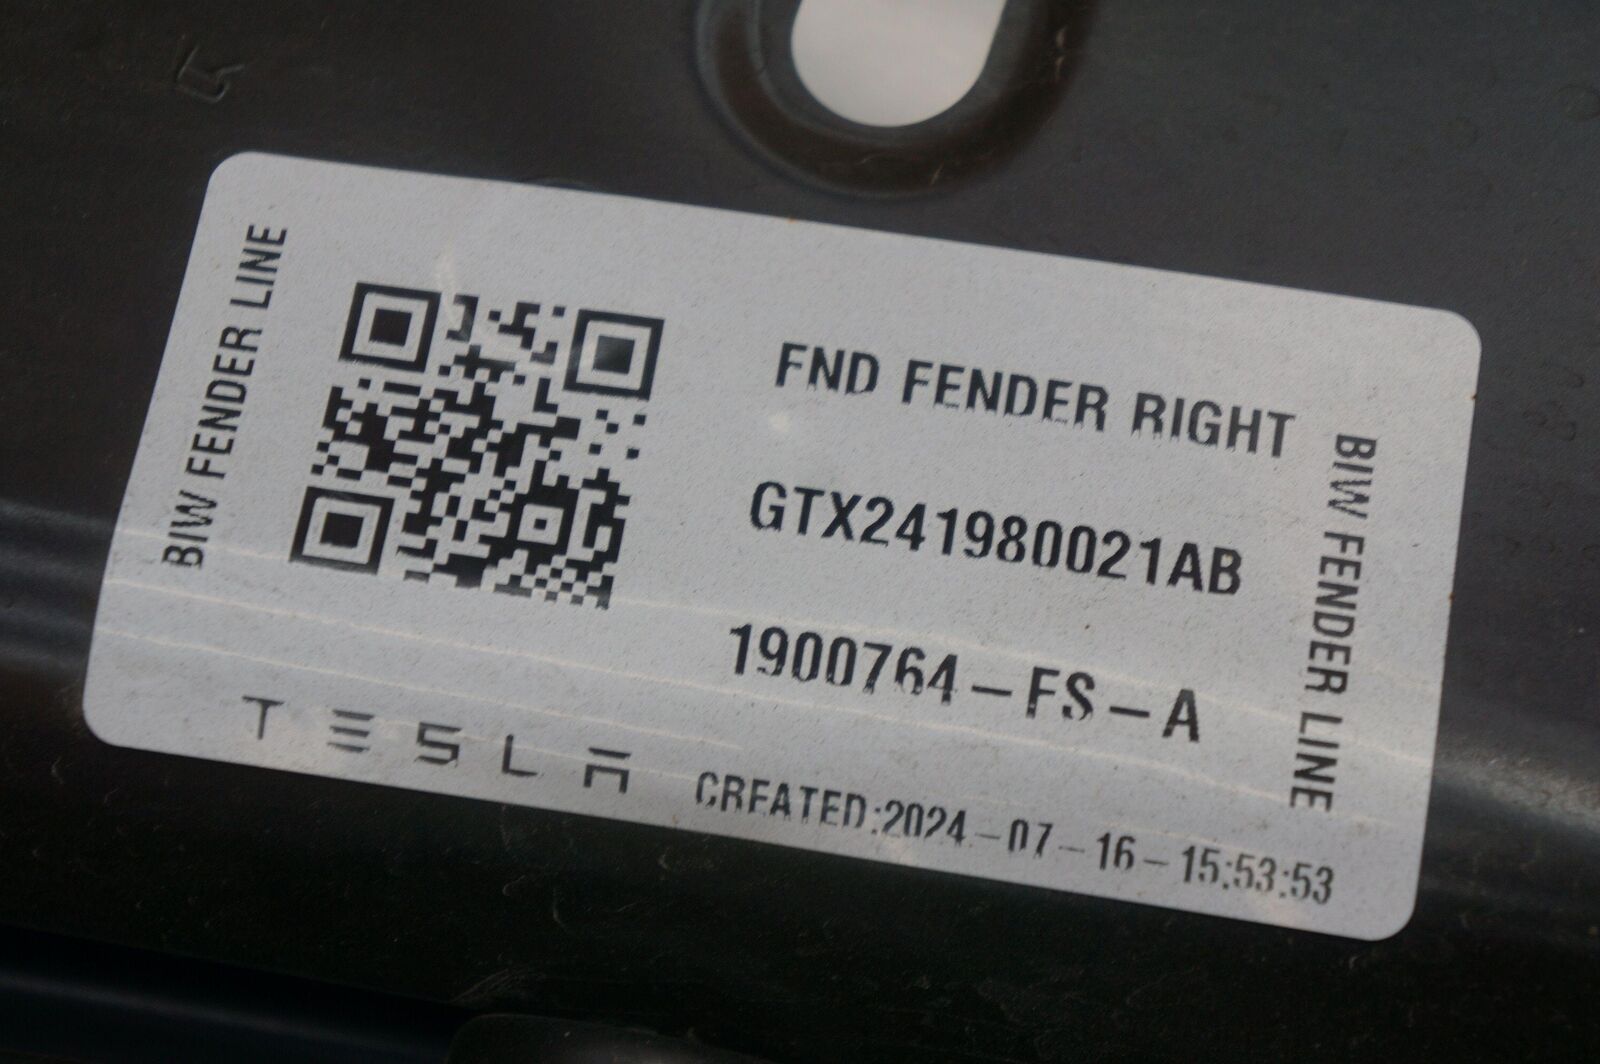 BIW FENDER LINE
FND FENDER RIGHT
GTX241980021AB
1900764-FS-A
TESLA
CREATED:2024-07-16-15:53:53
BIW FENDER LINE